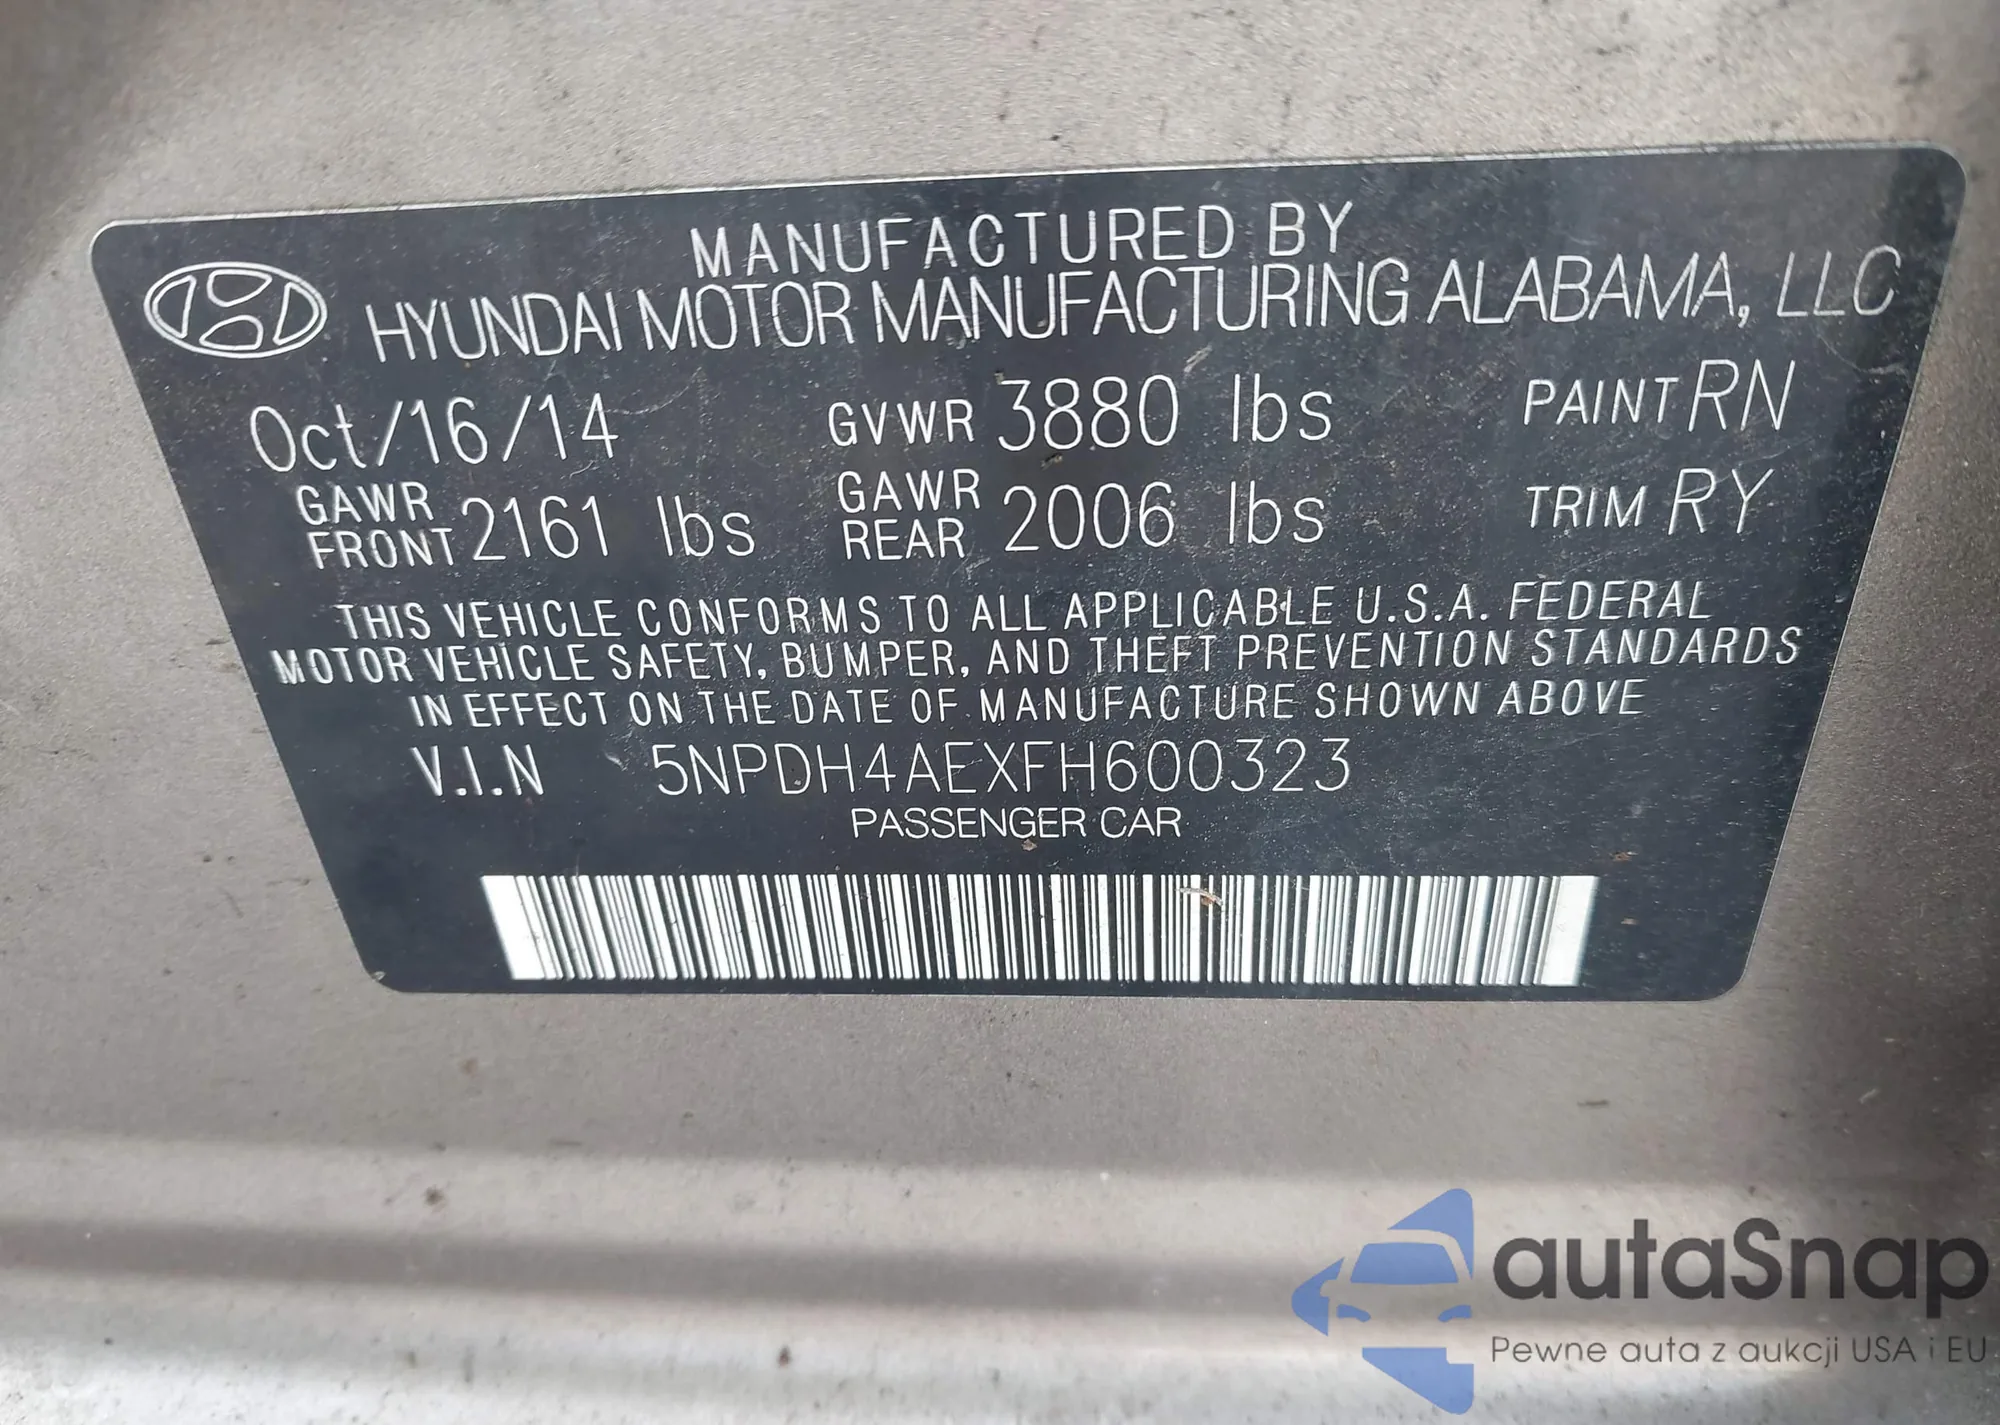 MANUFACTURED BY
HYUNDAI MOTOR MANUFACTURING ALABAMA, LLC
Oct/16/14 GVWR 3880 lbs PAINT RN
GAWR FRONT 2161 lbs GAWR REAR 2006 lbs TRIM RY
THIS VEHICLE CONFORMS TO ALL APPLICABLE U.S.A. FEDERAL
MOTOR VEHICLE SAFETY, BUMPER, AND THEFT PREVENTION STANDARDS
IN EFFECT ON THE DATE OF MANUFACTURE SHOWN ABOVE
V.I.N 5NPDH4AEXFH600323
PASSENGER CAR
autaSnap
Pewne auta z aukcji USA i EU